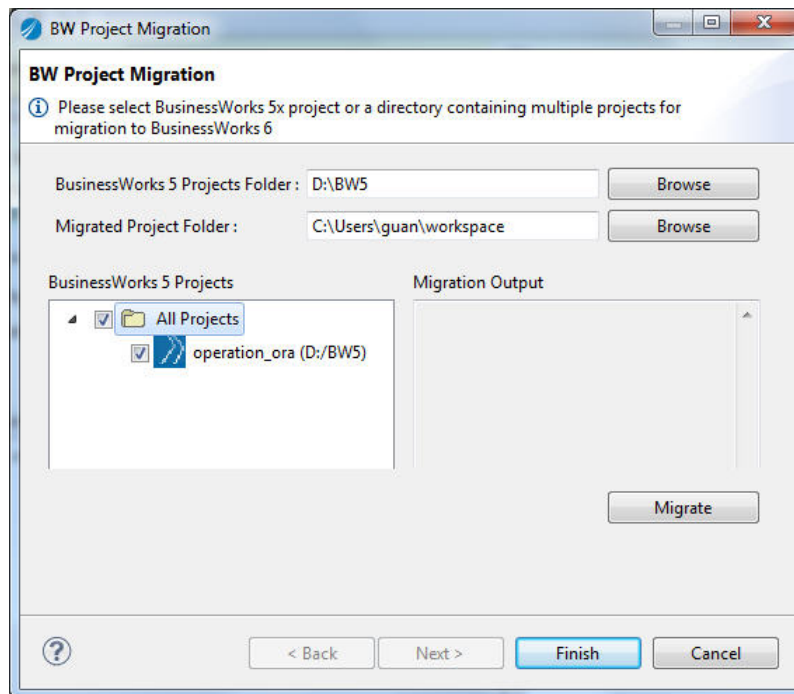 BW Project Migration
BW Project Migration
Please select BusinessWorks 5x project or a directory containing multiple projects for
migration to BusinessWorks 6
BusinessWorks 5 Projects Folder : D:\BW5 Browse
Migrated Project Folder : C:\Users\guan\workspace Browse
BusinessWorks 5 Projects Migration Output
All Projects
operation_ora (D:/BW5)
Migrate
< Back Next > Finish Cancel